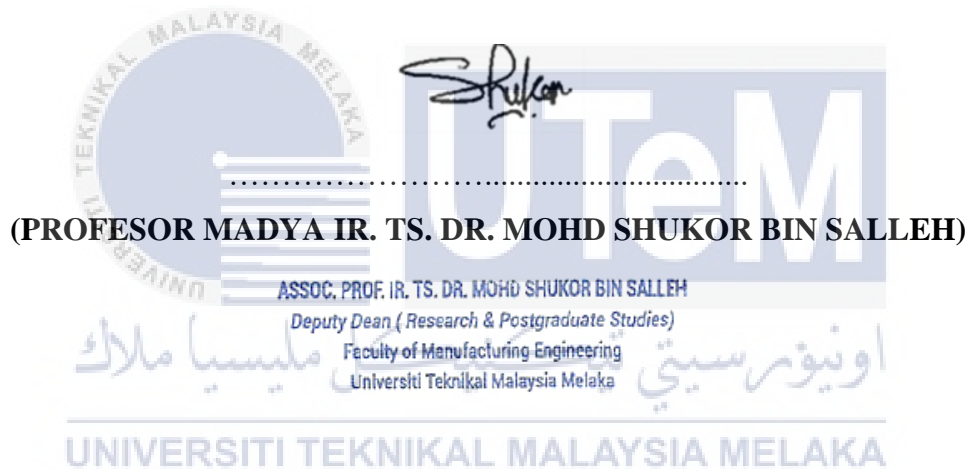 UNIVERSITI TEKNIKAL MALAYSIA MELAKA
Shukor
UTeM
……………………….................................
(PROFESOR MADYA IR. TS. DR. MOHD SHUKOR BIN SALLEH)
ASSOC. PROF. IR. TS. DR. MOHD SHUKOR BIN SALLEH
Deputy Dean ( Research & Postgraduate Studies)
Faculty of Manufacturing Engineering
Universiti Teknikal Malaysia Melaka
اونيۏرسيتي تيكنيكل مليسيا ملاك
UNIVERSITI TEKNIKAL MALAYSIA MELAKA